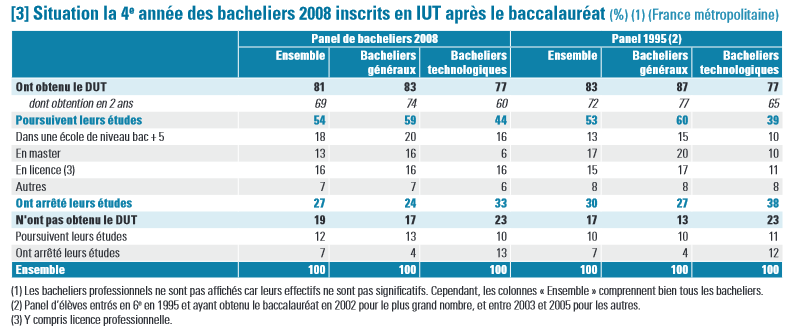 [3] Situation la 4e année des bacheliers 2008 inscrits en IUT après le baccalauréat (%) (1) (France métropolitaine)
Panel de bacheliers 2008 Panel 1995 (2)
Ensemble Bacheliers généraux Bacheliers technologiques Ensemble Bacheliers généraux Bacheliers technologiques
Ont obtenu le DUT 81 83 77 83 87 77
dont obtention en 2 ans 69 74 60 72 77 65
Poursuivent leurs études 54 59 44 53 60 39
Dans une école de niveau bac + 5 18 20 16 13 15 10
En master 13 16 6 17 20 10
En licence (3) 16 16 16 15 17 11
Autres 7 7 6 8 8 8
Ont arrêté leurs études 27 24 33 30 27 38
N'ont pas obtenu le DUT 19 17 23 17 13 23
Poursuivent leurs études 12 13 10 10 10 11
Ont arrêté leurs études 7 4 13 7 4 12
Ensemble 100 100 100 100 100 100
(1) Les bacheliers professionnels ne sont pas affichés car leurs effectifs ne sont pas significatifs. Cependant, les colonnes « Ensemble » comprennent bien tous les bacheliers.
(2) Panel d'élèves entrés en 6e en 1995 et ayant obtenu le baccalauréat en 2002 pour le plus grand nombre, et entre 2003 et 2005 pour les autres.
(3) Y compris licence professionnelle.